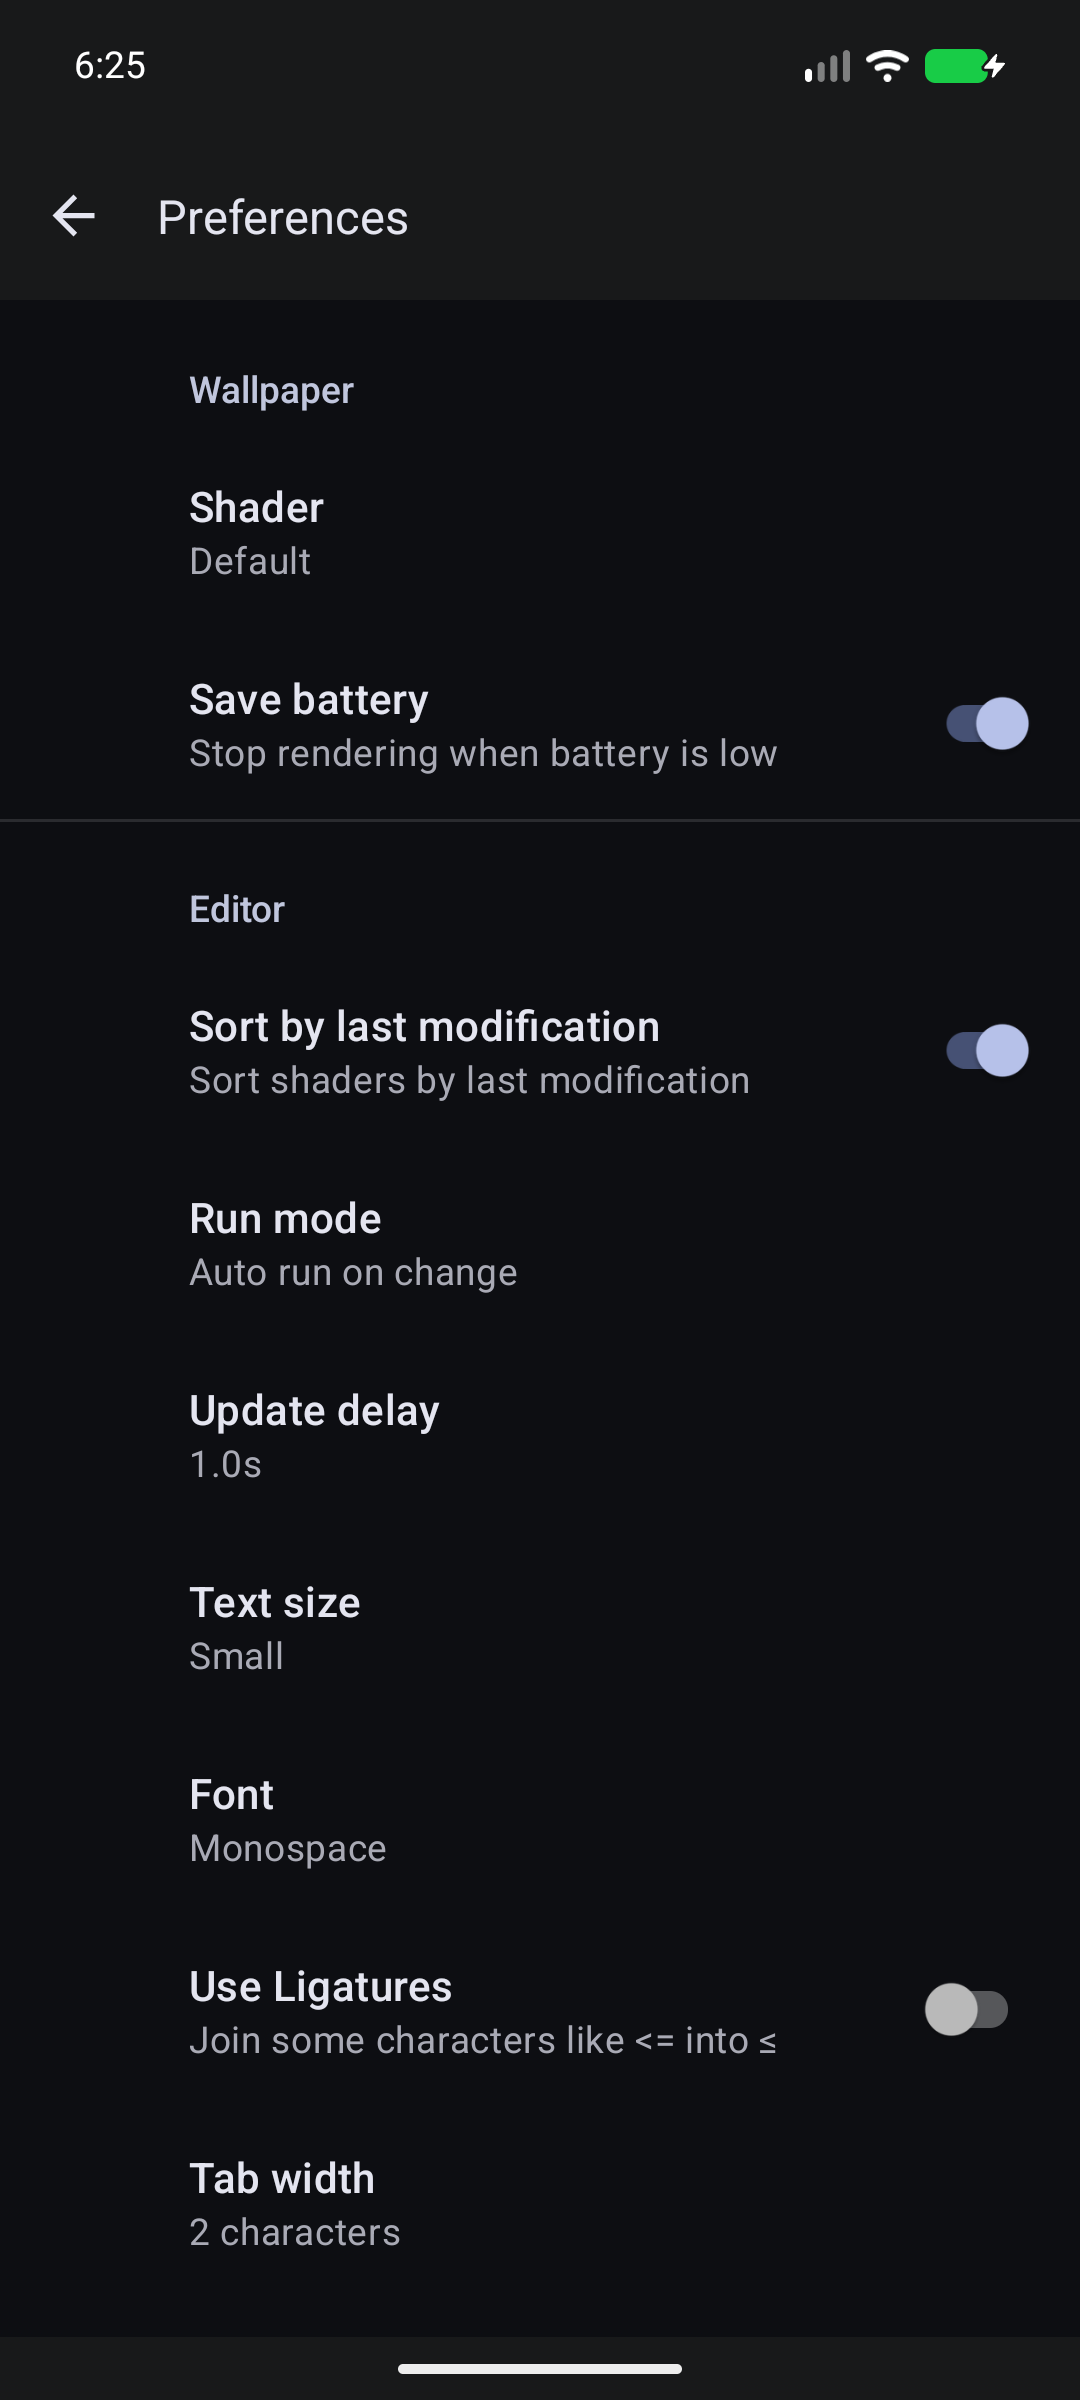 6:25
Preferences
Wallpaper
Shader
Default
Save battery
Stop rendering when battery is low
Editor
Sort by last modification
Sort shaders by last modification
Run mode
Auto run on change
Update delay
1.0s
Text size
Small
Font
Monospace
Use Ligatures
Join some characters like <= into ≤
Tab width
2 characters